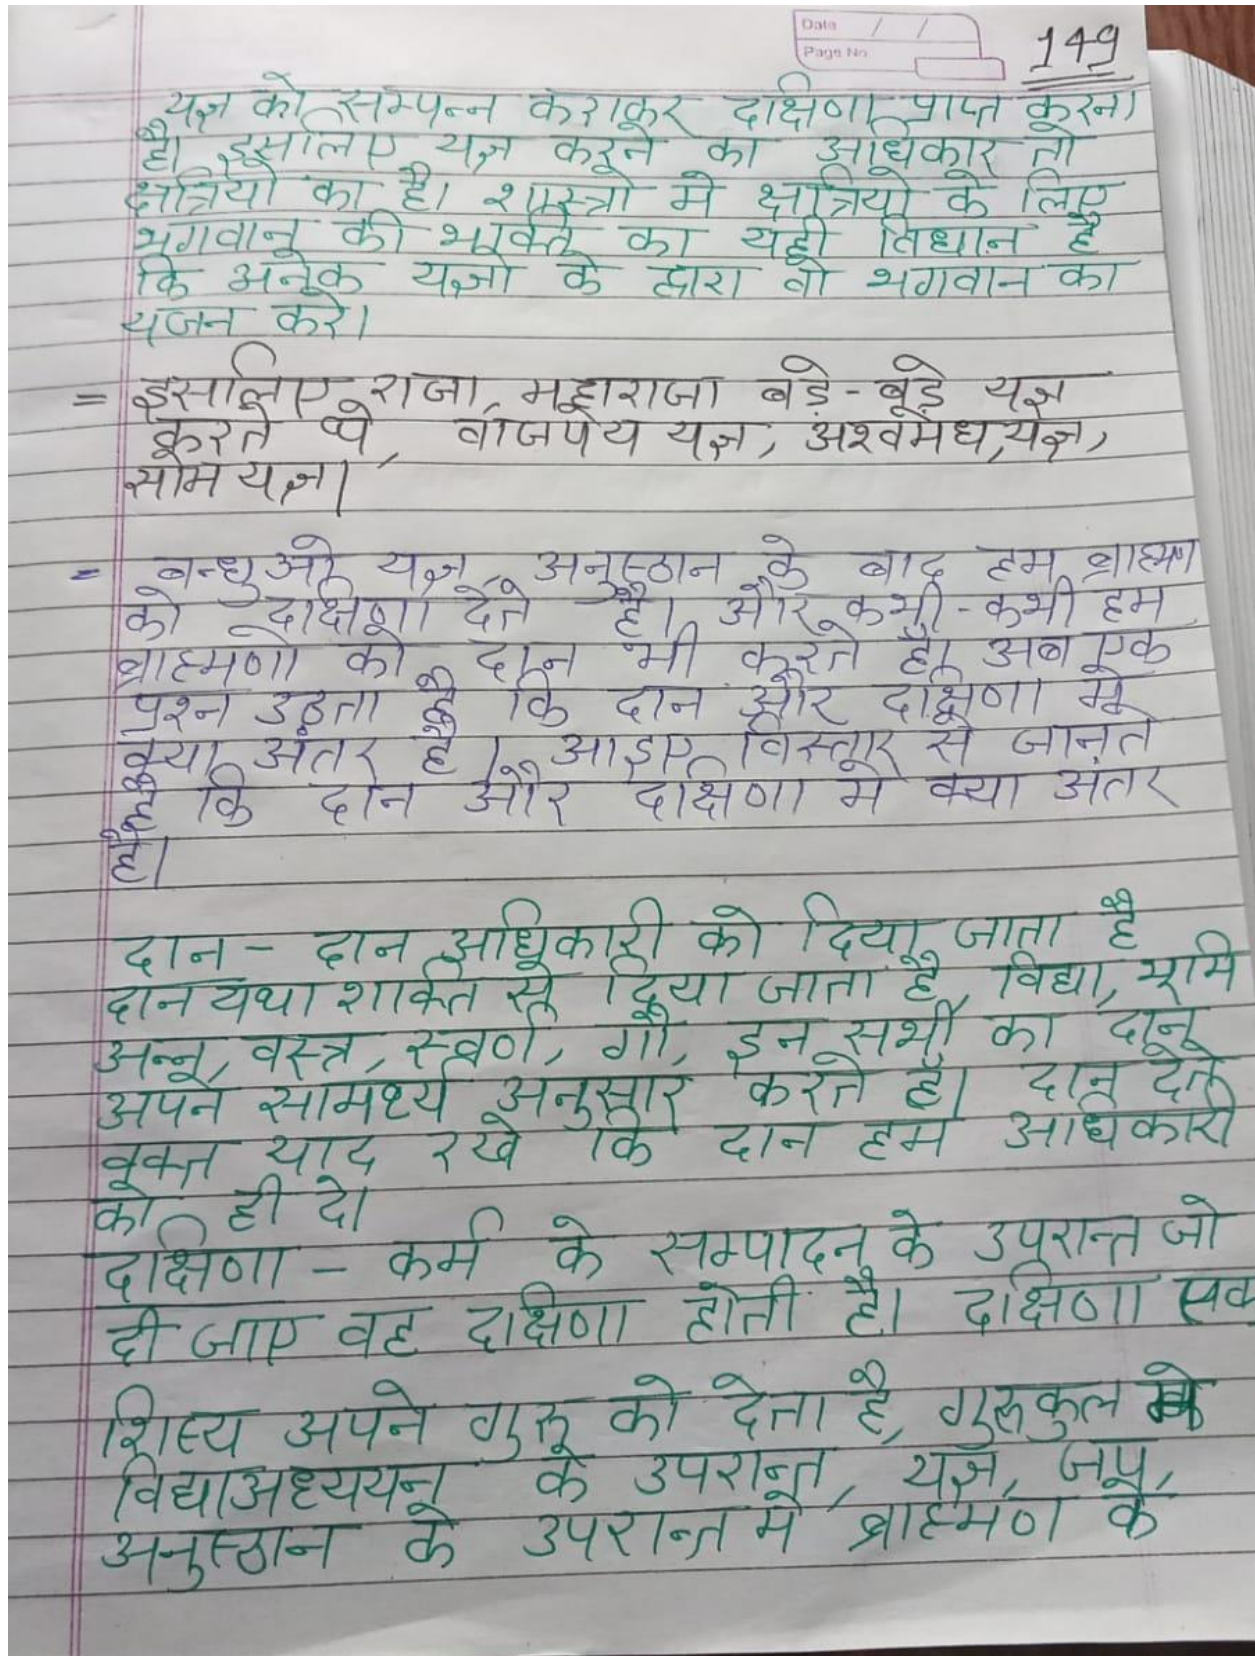 Date / /
Page No
149
यज्ञ को सम्पन्न कराकर दक्षिणा प्राप्त करना
है। इसलिए यज्ञ करने का अधिकार तो
क्षत्रियो का है। शास्त्रो मे क्षत्रियो के लिए
भगवान की भक्ति का यही विधान है
कि अनेक यज्ञो के द्वारा वो भगवान का
यजन करे।
= इसलिए राजा, महाराजा बड़े-बड़े यज्ञ
करते थे, वाजपेय यज्ञ, अश्वमेध, यज्ञ,
सोम यज्ञ।
= बन्धुओ यज्ञ, अनुष्ठान के बाद हम ब्राह्मण
को दक्षिणा देते है। और कभी-कभी हम
ब्राह्मणो को दान भी करते है। अब एक
प्रश्न उठता है कि दान और दक्षिणा मे
क्या अंतर है। आइए विस्तार से जानते
है कि दान और दक्षिणा मे क्या अंतर
है।
दान - दान अधिकारी को दिया जाता है
दान यथा शक्ति से दिया जाता है, विद्या, भूमि
अन्न, वस्त्र, स्वर्ण, गौ, इन सभी का दान
अपने सामर्थ्य अनुसार करते है। दान देते
वक्त याद रखे कि दान हम अधिकारी
को ही दे।
दक्षिणा - कर्म के सम्पादन के उपरान्त जो
दी जाए वह दक्षिणा होती है। दक्षिणा एक
शिष्य अपने गुरू को देता है, गुरुकुल मे
विद्याअध्ययन के उपरान्त, यज्ञ, जप,
अनुष्ठान के उपरान्त मे ब्राह्मण के